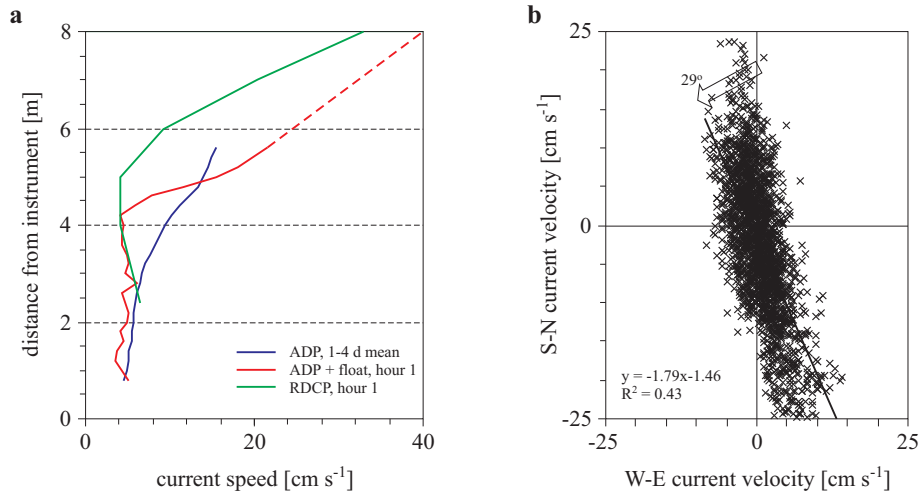 a
8
6
4
2
0
distance from instrument [m]
ADP, 1-4 d mean
ADP + float, hour 1
RDCP, hour 1
0
20
40
current speed [cm s⁻¹]
b
25
0
-25
S-N current velocity [cm s⁻¹]
29°
y = -1.79x-1.46
R² = 0.43
-25
0
25
W-E current velocity [cm s⁻¹]